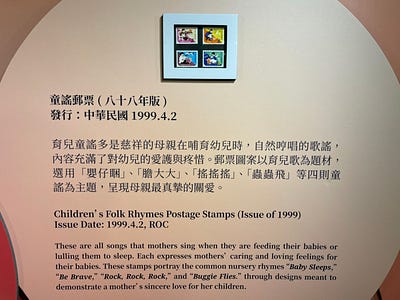 童謠郵票 ( 八十八年版 )
發行：中華民國 1999.4.2
育兒童謠多是慈祥的母親在哺育幼兒時，自然哼唱的歌謠，
內容充滿了對幼兒的愛護與疼惜。郵票圖案以育兒歌為題材，
選用「嬰仔睏」、「膽大大」、「搖搖搖」、「蟲蟲飛」等四則童
謠為主題，呈現母親最真摯的關愛。
Children's Folk Rhymes Postage Stamps (Issue of 1999)
Issue Date: 1999.4.2, ROC
These are all songs that mothers sing when they are feeding their babies or
lulling them to sleep. Each expresses mothers' caring and loving feelings for
their babies. These stamps portray the common nursery rhymes "Baby Sleeps,"
"Be Brave," "Rock, Rock, Rock," and "Buggie Flies." through designs meant to
demonstrate a mother's sincere love for her children.